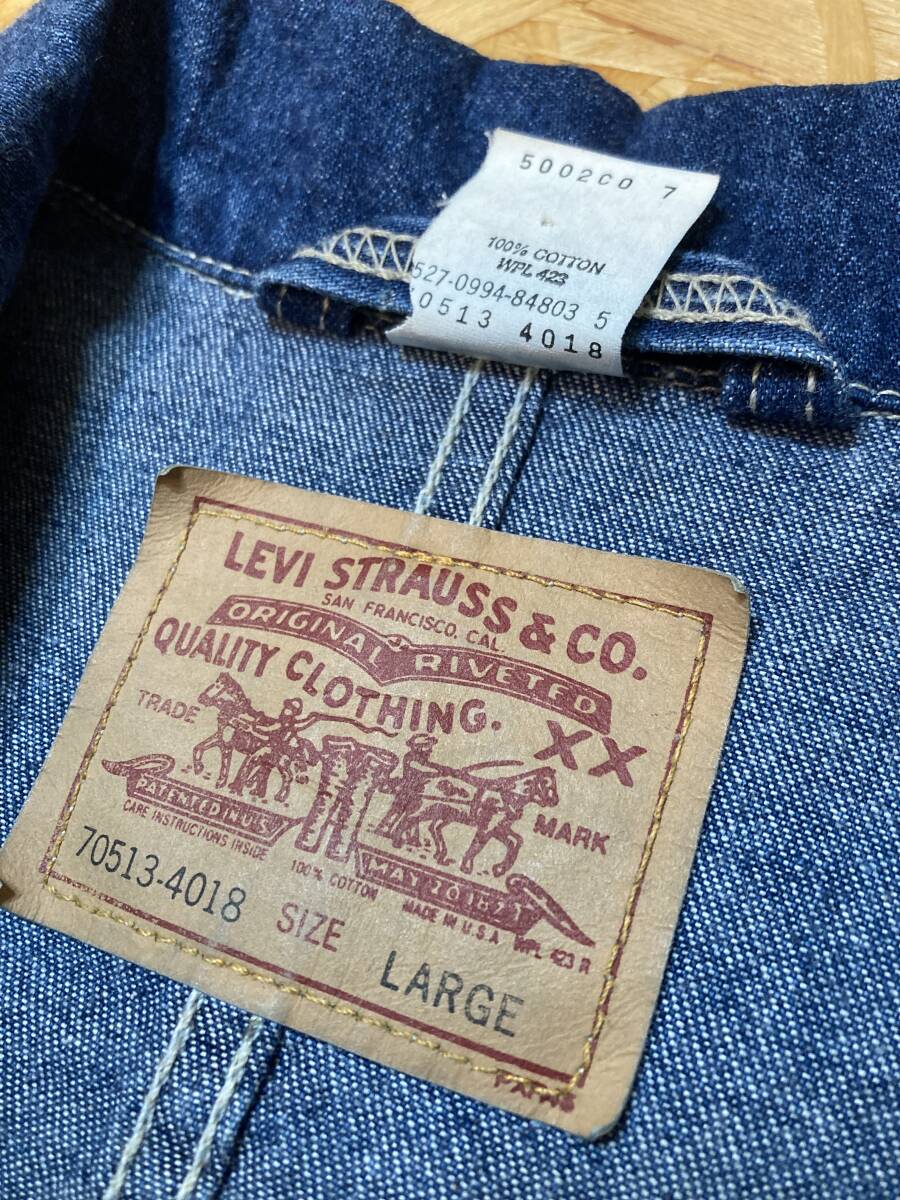 5002CO 7
100% COTTON
WPL 423
527-0994-84803 5
0513 4018
LEVI STRAUSS & CO.
SAN FRANCISCO, CAL.
ORIGINAL RIVETED
QUALITY CLOTHING.
TRADE
XX
MARK
PATENTED IN U.S.
MAY 20 1873
CARE INSTRUCTIONS INSIDE
100% COTTON
MADE IN U.S.A
WPL 423 R
70513-4018
SIZE
LARGE